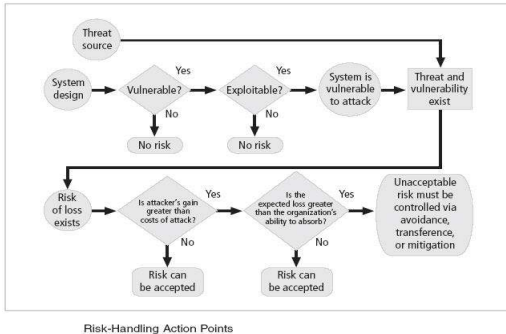 Threat
source
System
design
Vulnerable?
Yes
No
No risk
Exploitable?
Yes
No
No risk
System is
vulnerable
to attack
Threat and
vulnerability
exist
Risk
of loss
exists
Is attacker's gain
greater than
costs of attack?
Yes
No
Risk can
be accepted
Is the
expected loss greater
than the organization's
ability to absorb?
Yes
No
Risk can
be accepted
Unacceptable
risk must be
controlled via
avoidance,
transference,
or mitigation
Risk-Handling Action Points